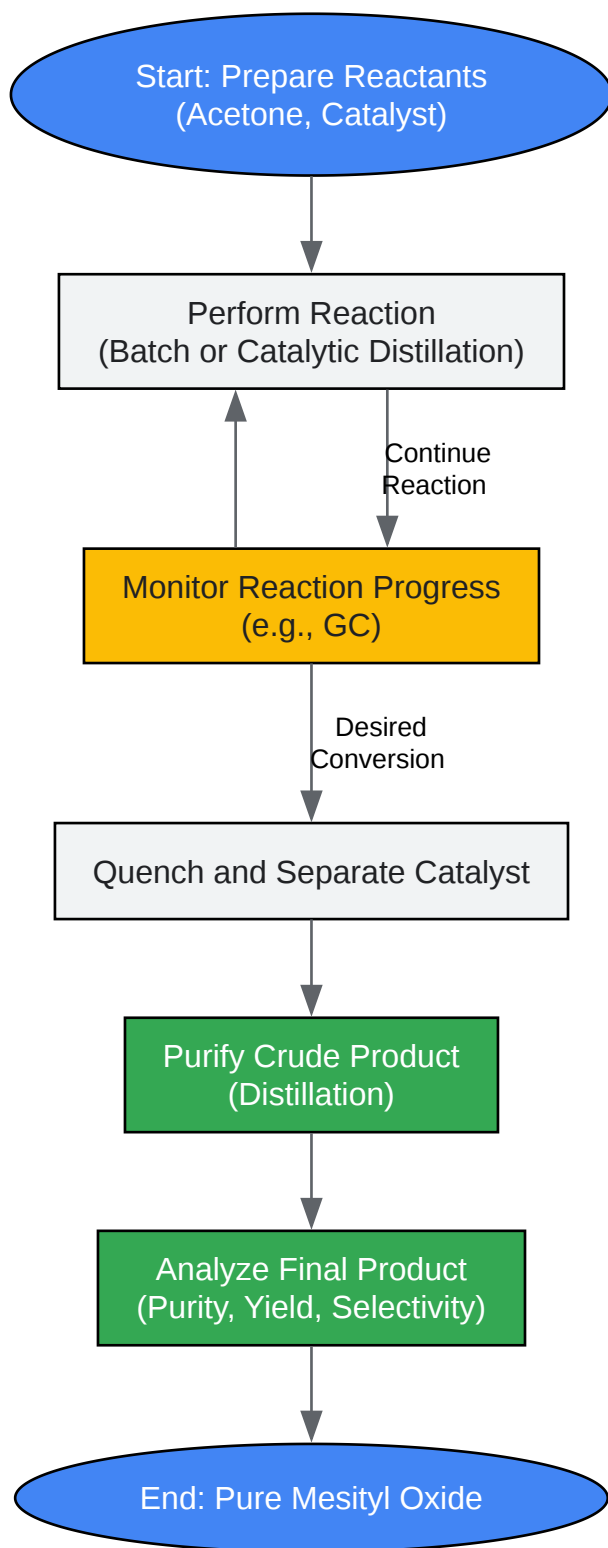 Start: Prepare Reactants
(Acetone, Catalyst)
Perform Reaction
(Batch or Catalytic Distillation)
Continue
Reaction
Monitor Reaction Progress
(e.g., GC)
Desired
Conversion
Quench and Separate Catalyst
Purify Crude Product
(Distillation)
Analyze Final Product
(Purity, Yield, Selectivity)
End: Pure Mesityl Oxide